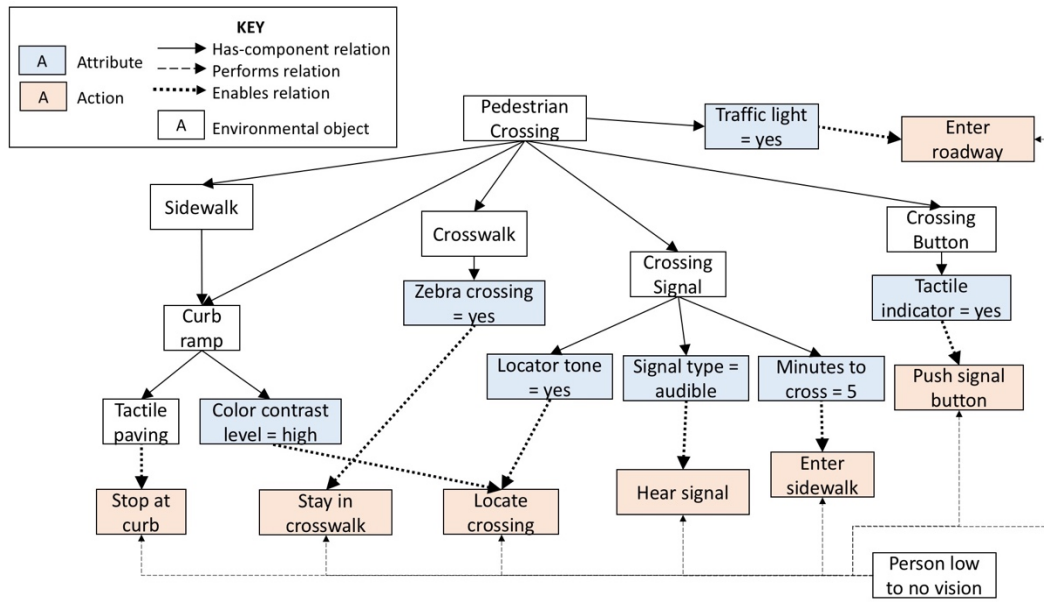 KEY
A
Attribute
Has-component relation
Performs relation
A
Action
Enables relation
A
Environmental object
Pedestrian
Crossing
Traffic light
= yes
Enter
roadway
Sidewalk
Crosswalk
Crossing
Signal
Crossing
Button
Zebra crossing
= yes
Tactile
indicator = yes
Curb
ramp
Locator tone
= yes
Signal type =
audible
Minutes to
cross = 5
Push signal
button
Tactile
paving
Color contrast
level = high
Stop at
curb
Stay in
crosswalk
Locate
crossing
Hear signal
Enter
sidewalk
Person low
to no vision